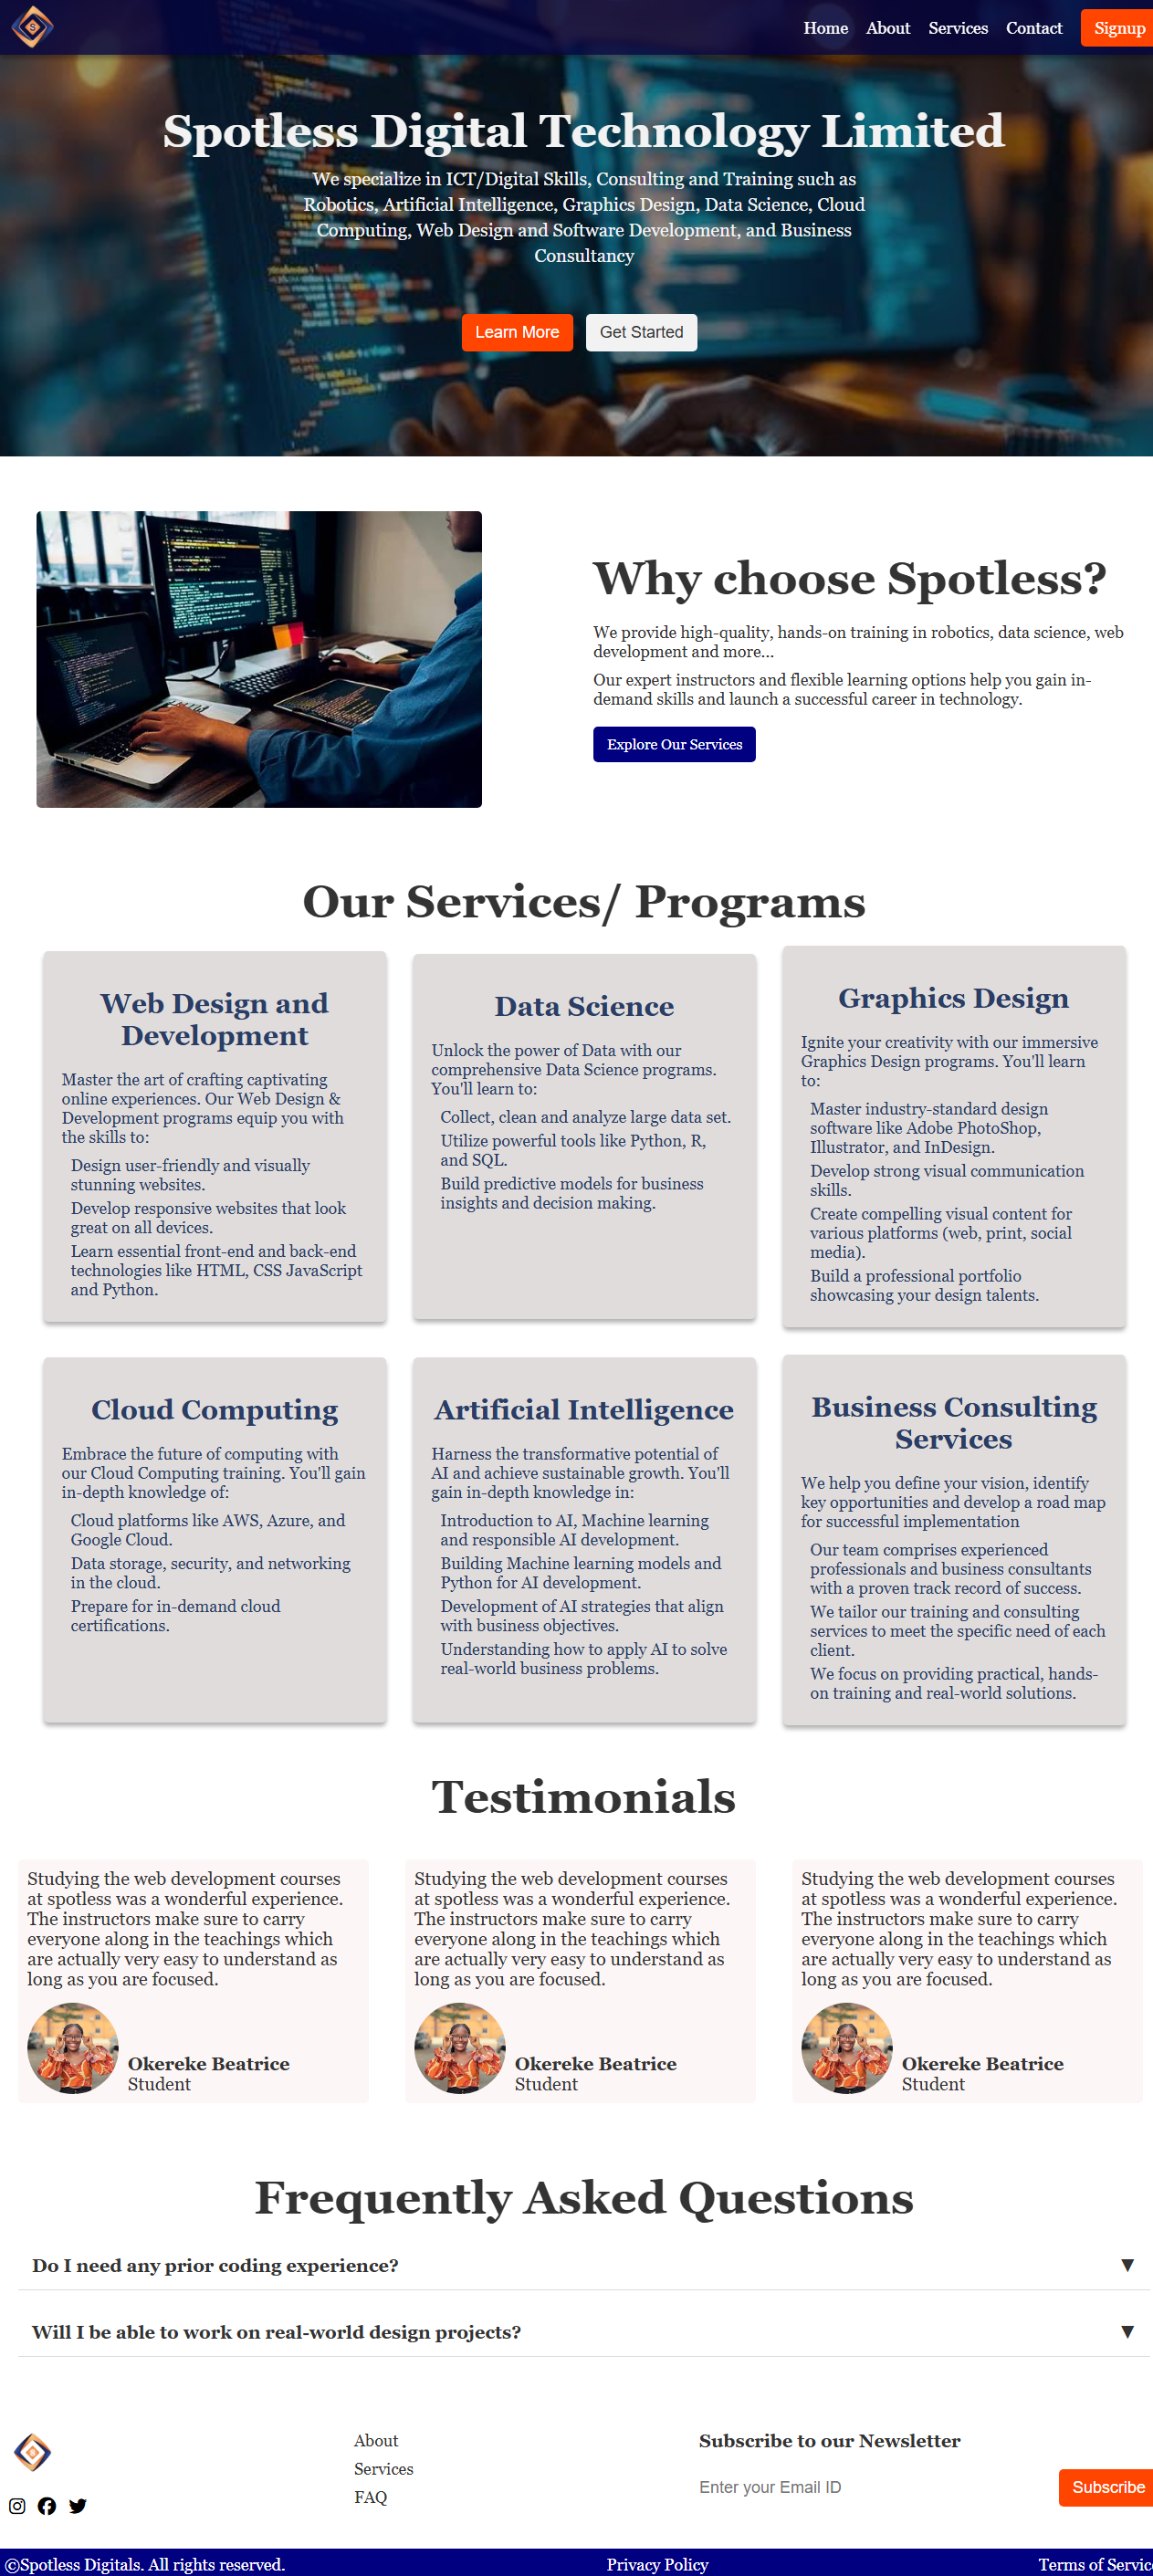 Home About Services Contact Signup
Spotless Digital Technology Limited
We specialize in ICT/Digital Skills, Consulting and Training such as
Robotics, Artificial Intelligence, Graphics Design, Data Science, Cloud
Computing, Web Design and Software Development, and Business
Consultancy
Learn More Get Started
Why choose Spotless?
We provide high-quality, hands-on training in robotics, data science, web
development and more...
Our expert instructors and flexible learning options help you gain in-
demand skills and launch a successful career in technology.
Explore Our Services
Our Services/ Programs
Web Design and
Development
Master the art of crafting captivating
online experiences. Our Web Design &
Development programs equip you with
the skills to:
Design user-friendly and visually
stunning websites.
Develop responsive websites that look
great on all devices.
Learn essential front-end and back-end
technologies like HTML, CSS JavaScript
and Python.
Data Science
Unlock the power of Data with our
comprehensive Data Science programs.
You'll learn to:
Collect, clean and analyze large data set.
Utilize powerful tools like Python, R,
and SQL.
Build predictive models for business
insights and decision making.
Graphics Design
Ignite your creativity with our immersive
Graphics Design programs. You'll learn
to:
Master industry-standard design
software like Adobe PhotoShop,
Illustrator, and InDesign.
Develop strong visual communication
skills.
Create compelling visual content for
various platforms (web, print, social
media).
Build a professional portfolio
showcasing your design talents.
Cloud Computing
Embrace the future of computing with
our Cloud Computing training. You'll gain
in-depth knowledge of:
Cloud platforms like AWS, Azure, and
Google Cloud.
Data storage, security, and networking
in the cloud.
Prepare for in-demand cloud
certifications.
Artificial Intelligence
Harness the transformative potential of
AI and achieve sustainable growth. You'll
gain in-depth knowledge in:
Introduction to AI, Machine learning
and responsible AI development.
Building Machine learning models and
Python for AI development.
Development of AI strategies that align
with business objectives.
Understanding how to apply AI to solve
real-world business problems.
Business Consulting
Services
We help you define your vision, identify
key opportunities and develop a road map
for successful implementation
Our team comprises experienced
professionals and business consultants
with a proven track record of success.
We tailor our training and consulting
services to meet the specific need of each
client.
We focus on providing practical, hands-
on training and real-world solutions.
Testimonials
Studying the web development courses
at spotless was a wonderful experience.
The instructors make sure to carry
everyone along in the teachings which
are actually very easy to understand as
long as you are focused.
Okereke Beatrice
Student
Studying the web development courses
at spotless was a wonderful experience.
The instructors make sure to carry
everyone along in the teachings which
are actually very easy to understand as
long as you are focused.
Okereke Beatrice
Student
Studying the web development courses
at spotless was a wonderful experience.
The instructors make sure to carry
everyone along in the teachings which
are actually very easy to understand as
long as you are focused.
Okereke Beatrice
Student
Frequently Asked Questions
Do I need any prior coding experience? ▼
Will I be able to work on real-world design projects? ▼
About
Services
FAQ
Subscribe to our Newsletter
Enter your Email ID Subscribe
©Spotless Digitals. All rights reserved. Privacy Policy Terms of Servic